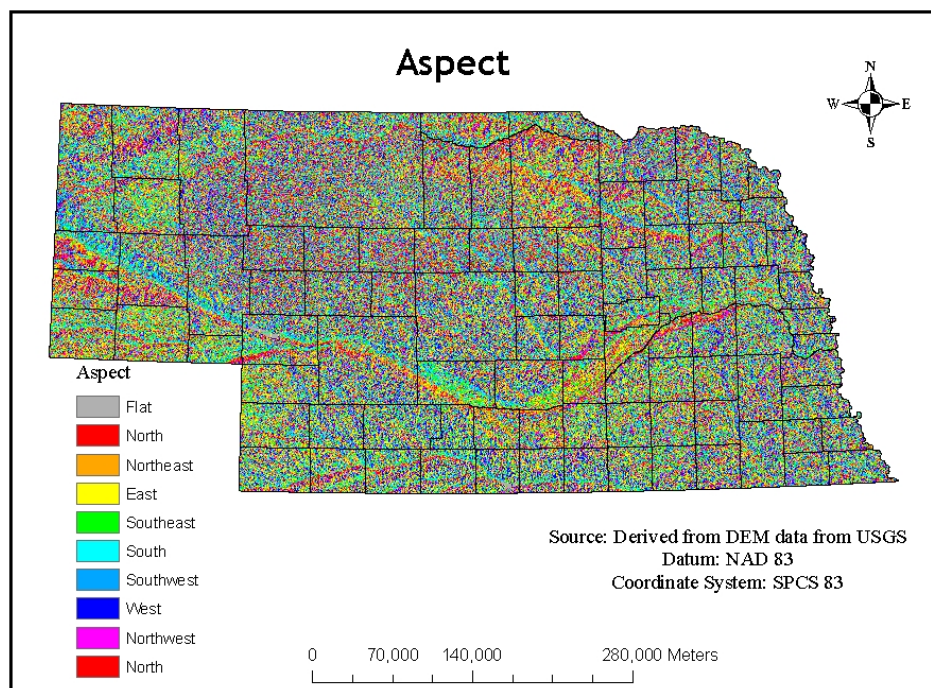 Aspect
N
W E
S
Aspect
Flat
North
Northeast
East
Southeast
South
Southwest
West
Northwest
North
Source: Derived from DEM data from USGS
Datum: NAD 83
Coordinate System: SPCS 83
0 70,000 140,000 280,000 Meters